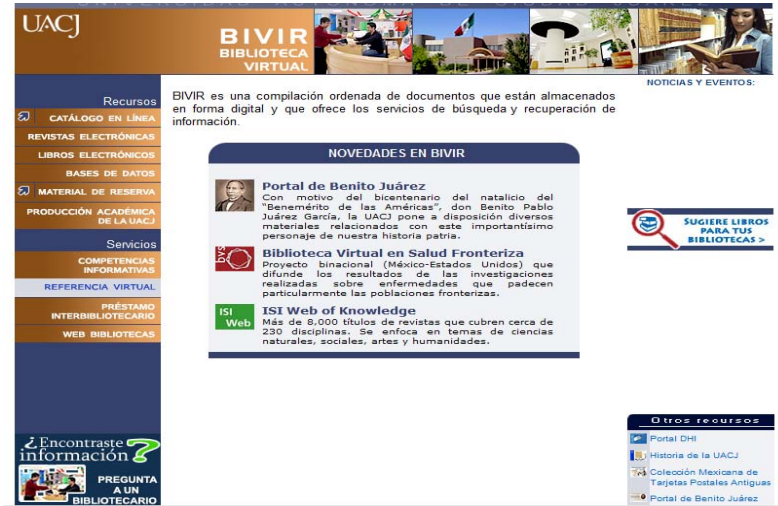 UNIVERSIDAD AUTÓNOMA DE CIUDAD JUÁREZ
UACJ
BIVIR
BIBLIOTECA
VIRTUAL
Recursos
CATÁLOGO EN LÍNEA
REVISTAS ELECTRÓNICAS
LIBROS ELECTRÓNICOS
BASES DE DATOS
MATERIAL DE RESERVA
PRODUCCIÓN ACADÉMICA
DE LA UACJ
Servicios
COMPETENCIAS
INFORMATIVAS
REFERENCIA VIRTUAL
PRÉSTAMO
INTERBIBLIOTECARIO
WEB BIBLIOTECAS
¿Encontraste
información?
PREGUNTA
A UN
BIBLIOTECARIO
BIVIR es una compilación ordenada de documentos que están almacenados
en forma digital y que ofrece los servicios de búsqueda y recuperación de
información.
NOVEDADES EN BIVIR
Portal de Benito Juárez
Con motivo del bicentenario del natalicio del
"Benemérito de las Américas", don Benito Pablo
Juárez García, la UACJ pone a disposición diversos
materiales relacionados con este importantísimo
personaje de nuestra historia patria.
bvs
Biblioteca Virtual en Salud Fronteriza
Proyecto binacional (México-Estados Unidos) que
difunde los resultados de las investigaciones
realizadas sobre enfermedades que padecen
particularmente las poblaciones fronterizas.
ISI
Web
ISI Web of Knowledge
Más de 8,000 títulos de revistas que cubren cerca de
230 disciplinas. Se enfoca en temas de ciencias
naturales, sociales, artes y humanidades.
NOTICIAS Y EVENTOS:
SUGIERE LIBROS
PARA TUS
BIBLIOTECAS >
Otros recursos
Portal DHI
Historia de la UACJ
Colección Mexicana de
Tarjetas Postales Antiguas
Portal de Benito Juárez